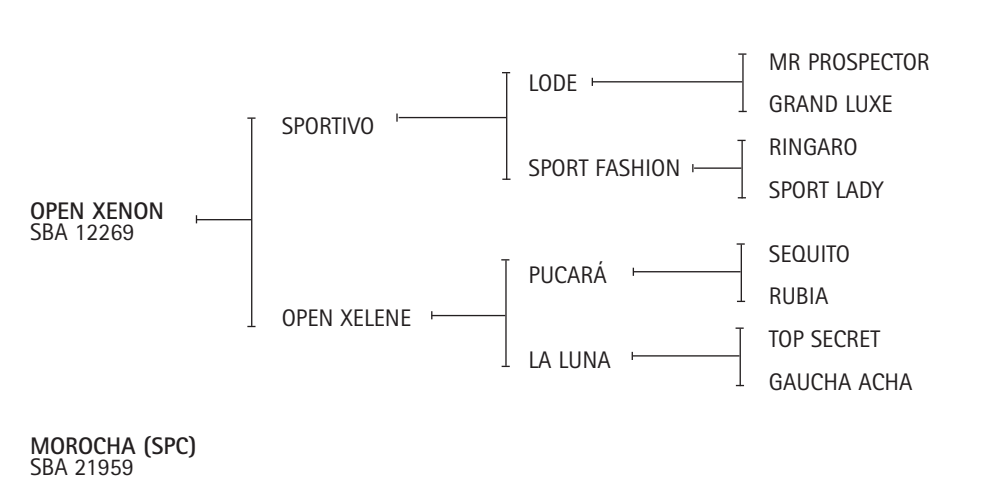 MR PROSPECTOR
LODE
GRAND LUXE
SPORTIVO
RINGARO
SPORT FASHION
SPORT LADY
OPEN XENON
SBA 12269
SEQUITO
PUCARÁ
RUBIA
OPEN XELENE
TOP SECRET
LA LUNA
GAUCHA ACHA
MOROCHA (SPC)
SBA 21959